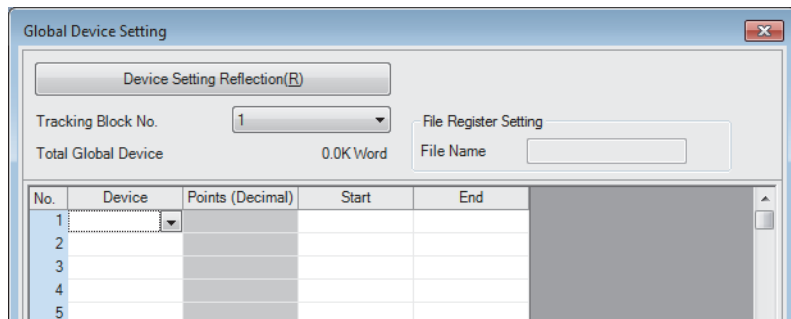 Global Device Setting
Device Setting Reflection(R)
Tracking Block No. 1
File Register Setting
Total Global Device 0.0K Word
File Name
No. Device Points (Decimal) Start End
1
2
3
4
5